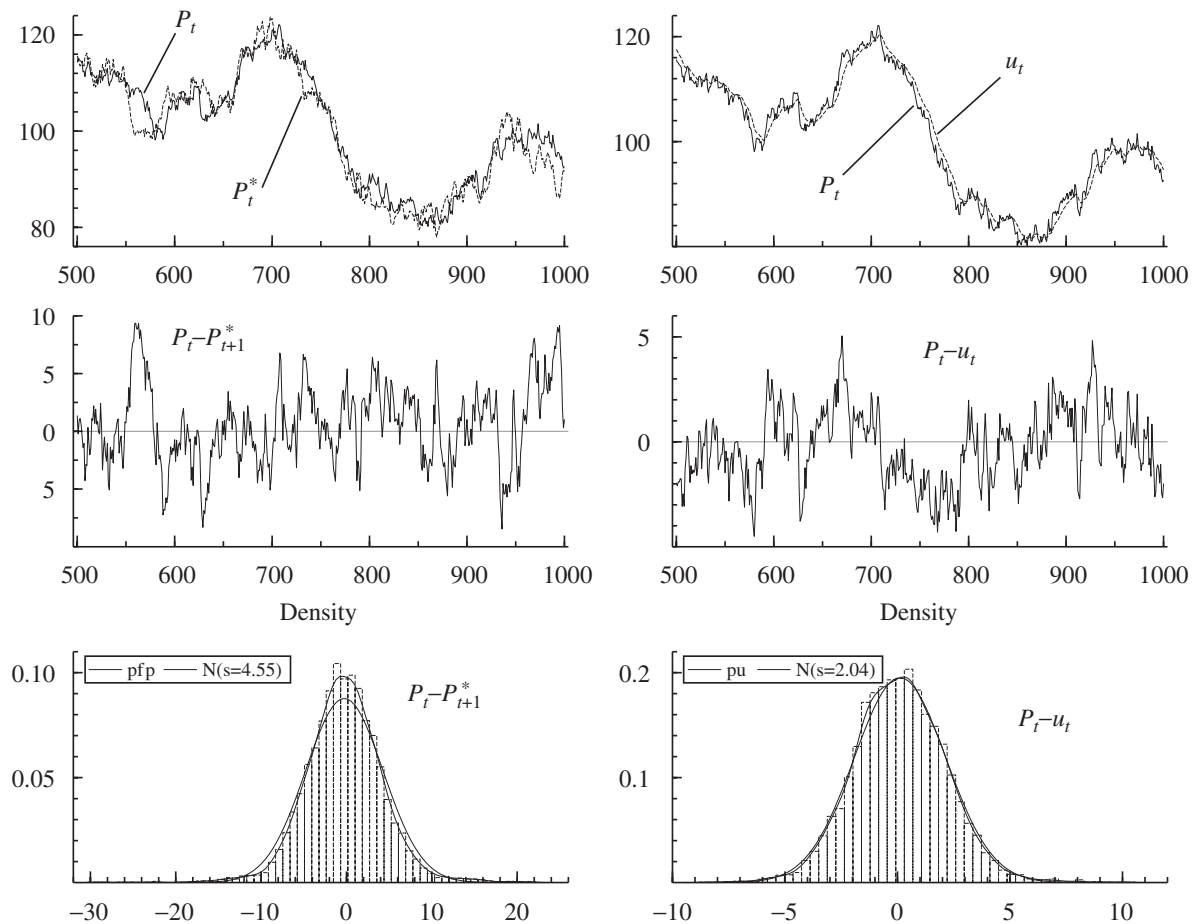 P_t
120
100
80
P_t^*
500 600 700 800 900 1000
120
100
u_t
P_t
500 600 700 800 900 1000
10
5
0
5
P_t–P_{t+1}^*
500 600 700 800 900 1000
Density
5
0
–5
P_t–u_t
500 600 700 800 900 1000
Density
0.10
0.05
pfp N(s=4.55)
P_t–P_{t+1}^*
–30 –20 –10 0 10 20
0.2
0.1
pu N(s=2.04)
P_t–u_t
–10 –5 0 5 10